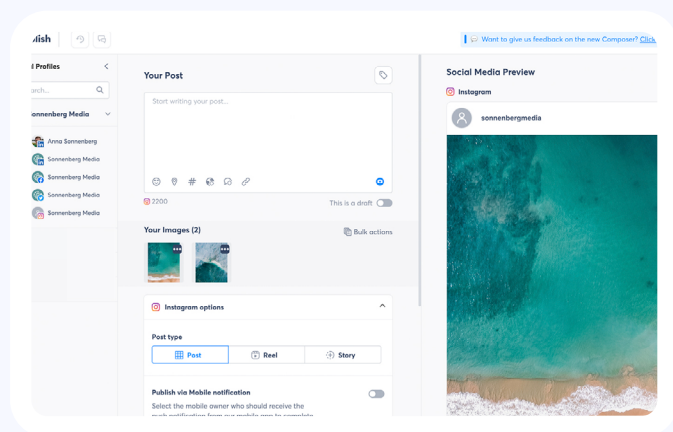 Want to give us feedback on the new Composer? Click
Profiles
Your Post
Social Media Preview
Instagram
Start writing your post...
Sonnenberg Media
sonnenbergmedia
Anna Sonnenberg
Sonnenberg Media
Sonnenberg Media
Sonnenberg Media
Sonnenberg Media
2200
This is a draft
Your Images (2)
Bulk actions
Instagram options
Post type
Post
Reel
Story
Publish via Mobile notification
Select the mobile owner who should receive the